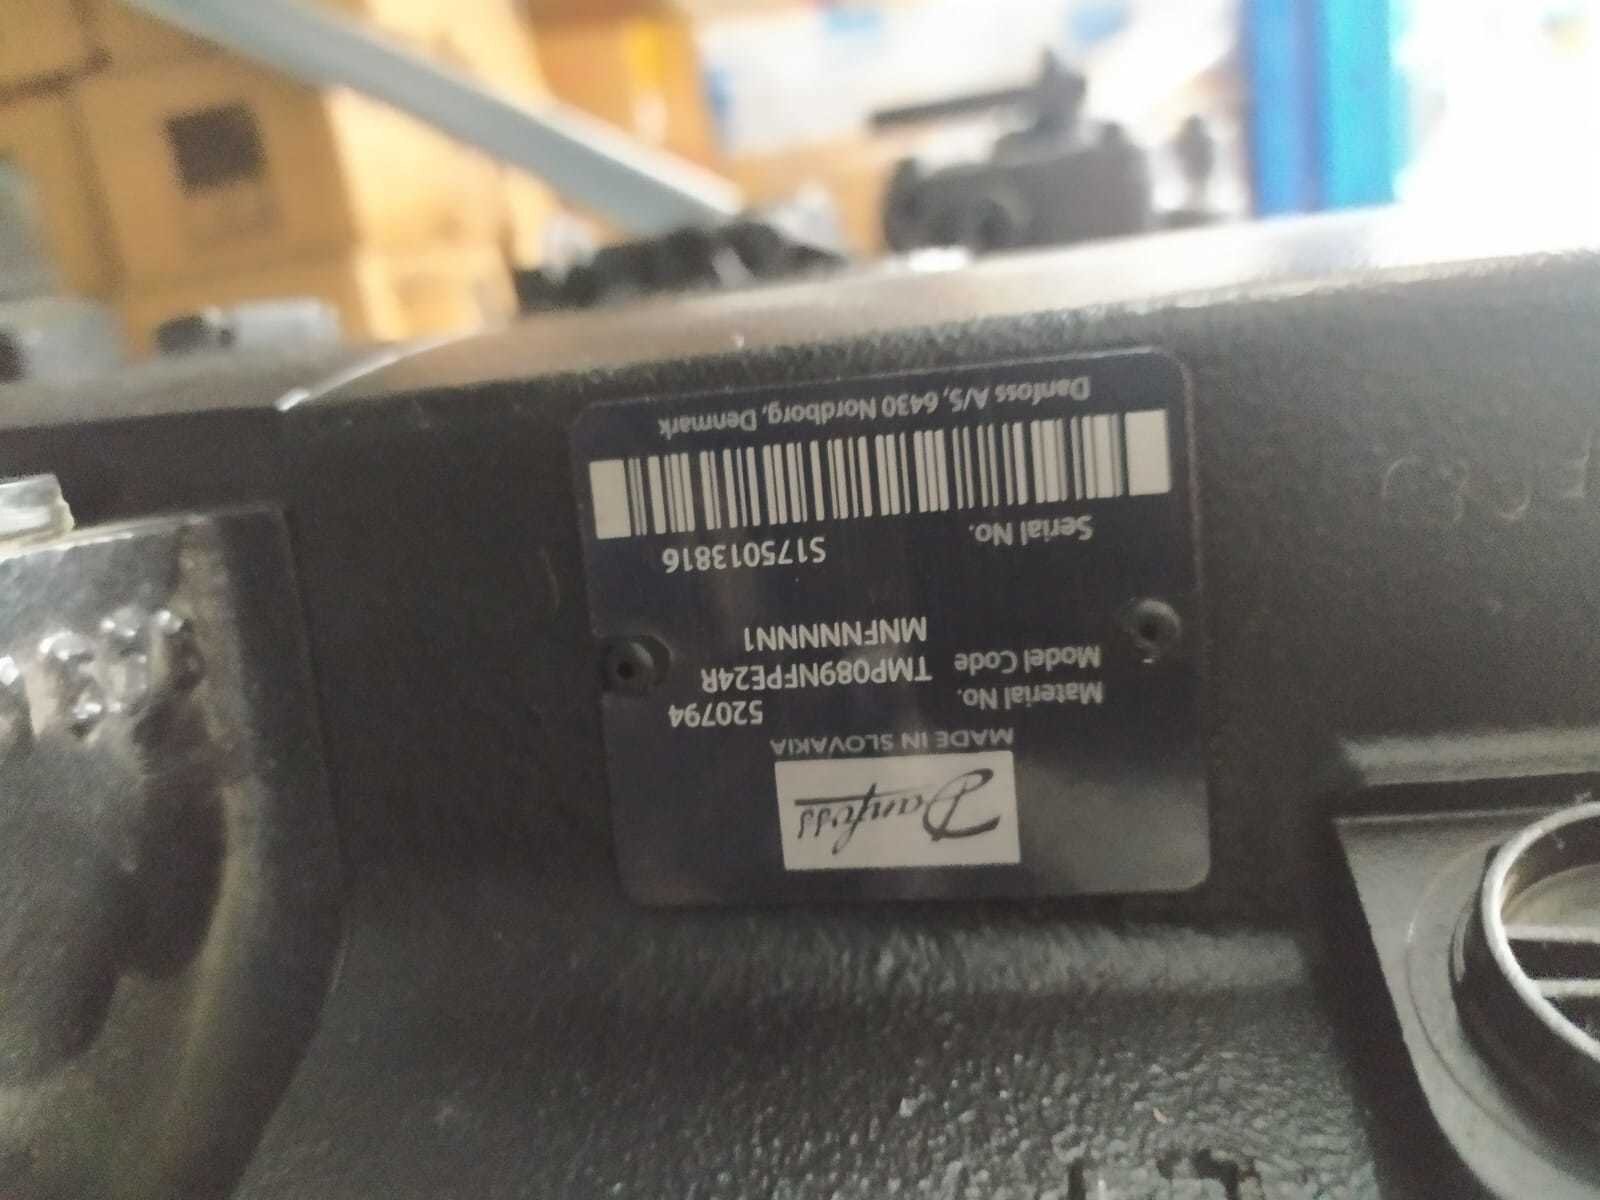 Danfoss
MADE IN SLOVAKIA
Material No. 520794
Model Code TMP089NFPE24R
MNFNNNNN1
Serial No. S175013816
Danfoss A/S, 6430 Nordborg, Denmark